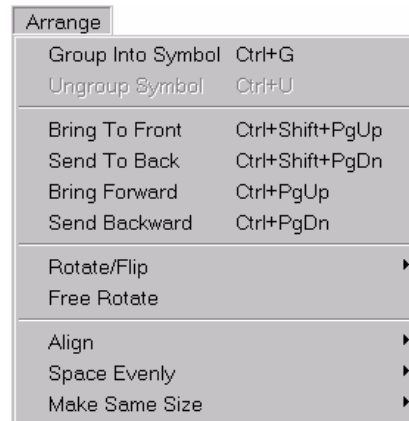 Arrange
Group Into Symbol Ctrl+G
Ungroup Symbol Ctrl+U
Bring To Front Ctrl+Shift+PgUp
Send To Back Ctrl+Shift+PgDn
Bring Forward Ctrl+PgUp
Send Backward Ctrl+PgDn
Rotate/Flip
Free Rotate
Align
Space Evenly
Make Same Size